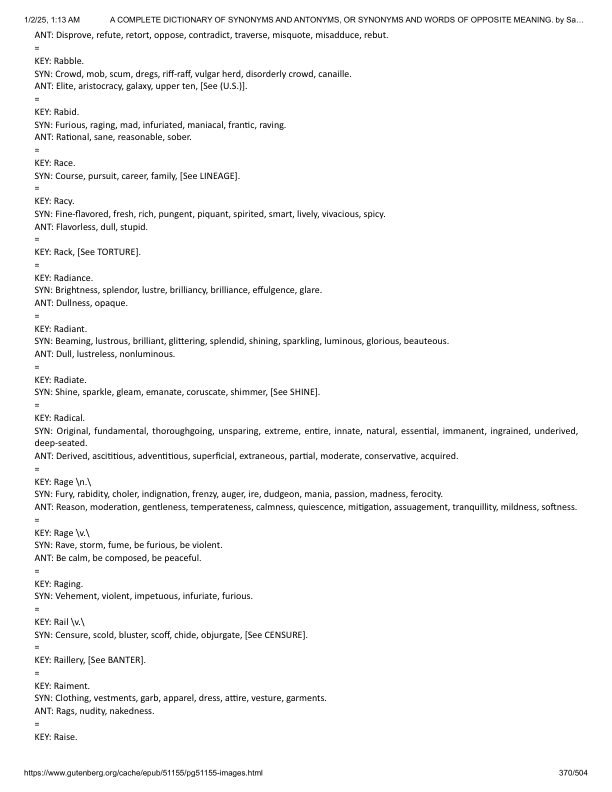 1/2/25, 1:13 AM A COMPLETE DICTIONARY OF SYNONYMS AND ANTONYMS, OR SYNONYMS AND WORDS OF OPPOSITE MEANING. by Sa…
ANT: Disprove, refute, retort, oppose, contradict, traverse, misquote, misadduce, rebut.
=
KEY: Rabble.
SYN: Crowd, mob, scum, dregs, riff-raff, vulgar herd, disorderly crowd, canaille.
ANT: Elite, aristocracy, galaxy, upper ten, [See (U.S.)].
=
KEY: Rabid.
SYN: Furious, raging, mad, infuriated, maniacal, frantic, raving.
ANT: Rational, sane, reasonable, sober.
=
KEY: Race.
SYN: Course, pursuit, career, family, [See LINEAGE].
=
KEY: Racy.
SYN: Fine-flavored, fresh, rich, pungent, piquant, spirited, smart, lively, vivacious, spicy.
ANT: Flavorless, dull, stupid.
=
KEY: Rack, [See TORTURE].
=
KEY: Radiance.
SYN: Brightness, splendor, lustre, brilliancy, brilliance, effulgence, glare.
ANT: Dullness, opaque.
=
KEY: Radiant.
SYN: Beaming, lustrous, brilliant, glittering, splendid, shining, sparkling, luminous, glorious, beauteous.
ANT: Dull, lustreless, nonluminous.
=
KEY: Radiate.
SYN: Shine, sparkle, gleam, emanate, coruscate, shimmer, [See SHINE].
=
KEY: Radical.
SYN: Original, fundamental, thoroughgoing, unsparing, extreme, entire, innate, natural, essential, immanent, ingrained, underived,
deep-seated.
ANT: Derived, ascititious, adventitious, superficial, extraneous, partial, moderate, conservative, acquired.
=
KEY: Rage \n.\
SYN: Fury, rabidity, choler, indignation, frenzy, auger, ire, dudgeon, mania, passion, madness, ferocity.
ANT: Reason, moderation, gentleness, temperateness, calmness, quiescence, mitigation, assuagement, tranquillity, mildness, softness.
=
KEY: Rage \v.\
SYN: Rave, storm, fume, be furious, be violent.
ANT: Be calm, be composed, be peaceful.
=
KEY: Raging.
SYN: Vehement, violent, impetuous, infuriate, furious.
=
KEY: Rail \v.\
SYN: Censure, scold, bluster, scoff, chide, objurgate, [See CENSURE].
=
KEY: Raillery, [See BANTER].
=
KEY: Raiment.
SYN: Clothing, vestments, garb, apparel, dress, attire, vesture, garments.
ANT: Rags, nudity, nakedness.
=
KEY: Raise.
https://www.gutenberg.org/cache/epub/51155/pg51155-images.html 370/504